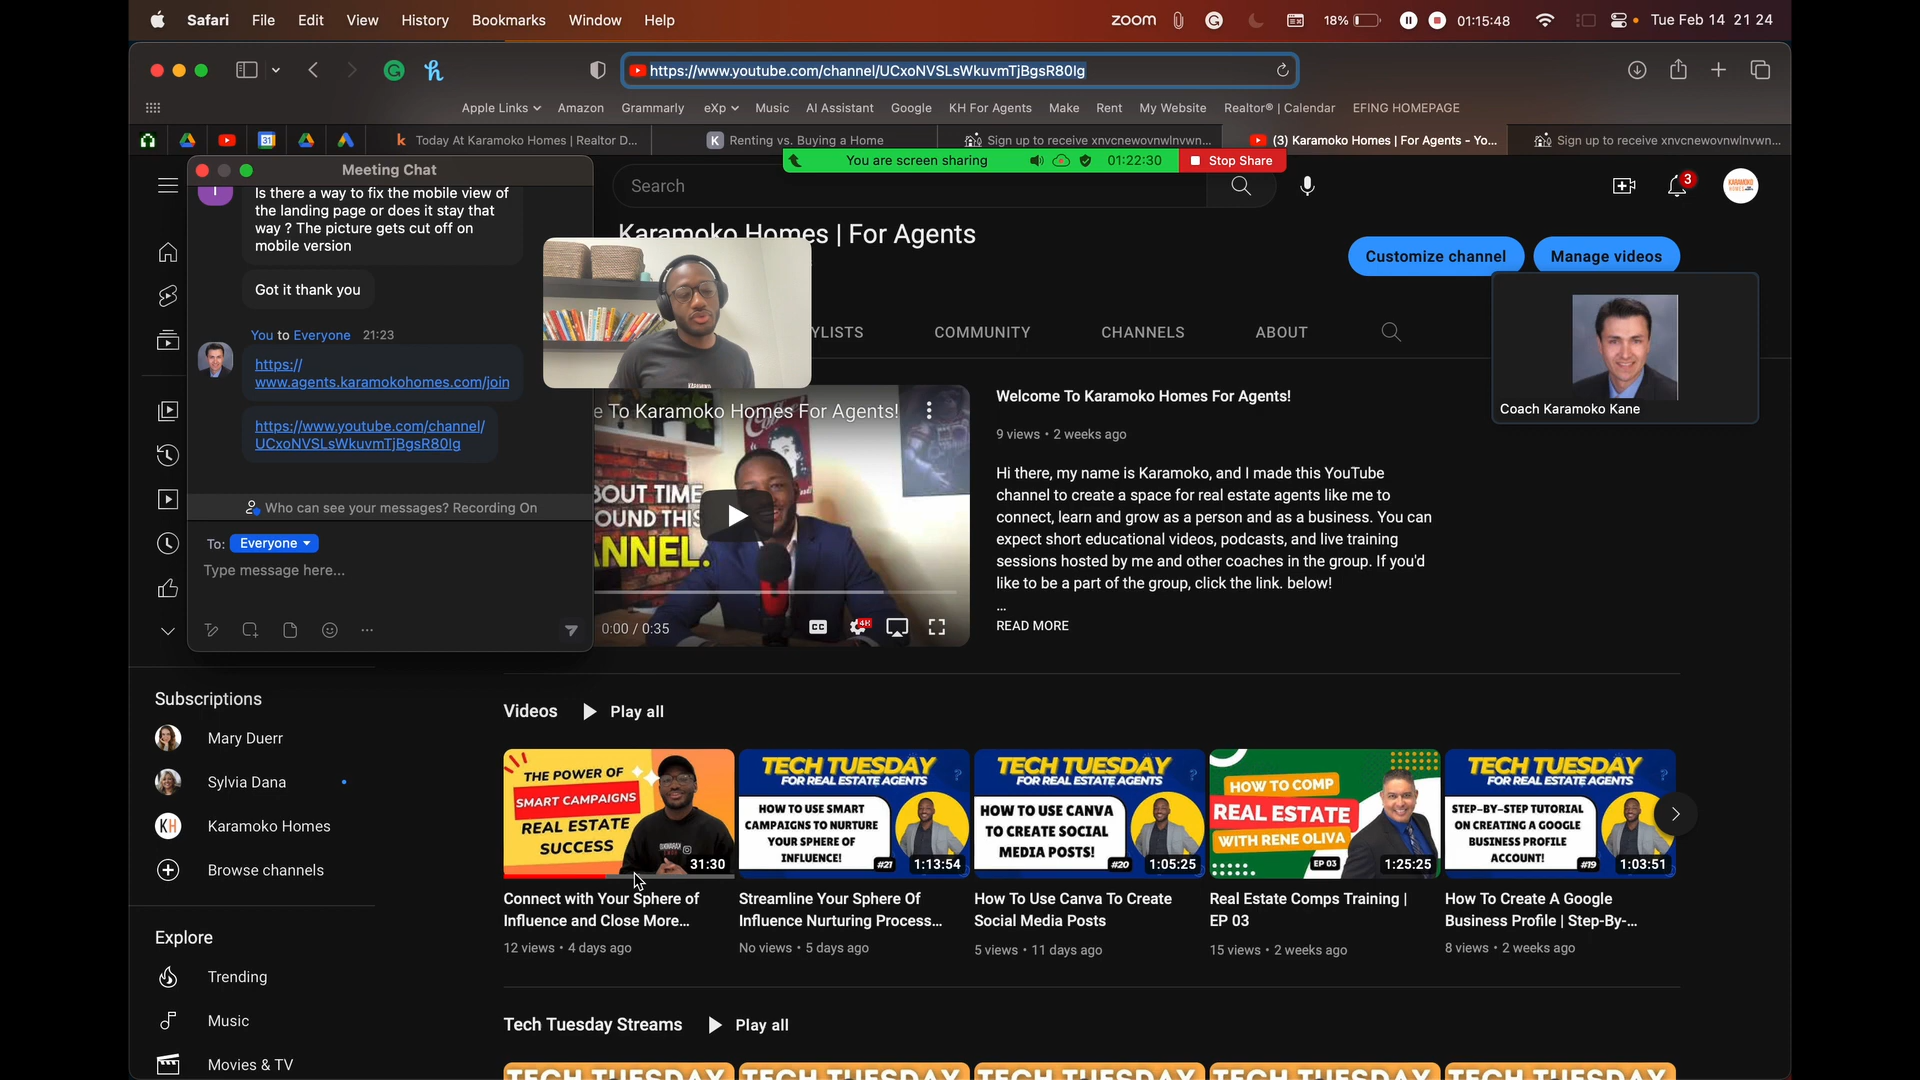 Safari File Edit View History Bookmarks Window Help
zoom 18% 01:15:48 Tue Feb 14 21 24
https://www.youtube.com/channel/UCxoNVSLsWkuvmTjBgsR80Ig
Apple Links Amazon Grammarly eXp Music AI Assistant Google KH For Agents Make Rent My Website Realtor® | Calendar EFING HOMEPAGE
31
k Today At Karamoko Homes | Realtor D...
K Renting vs. Buying a Home
Sign up to receive xnvcnewovnwlnvwn...
(3) Karamoko Homes | For Agents - Yo...
Sign up to receive xnvcnewovnwlnvwn...
You are screen sharing 01:22:30 Stop Share
Meeting Chat
Is there a way to fix the mobile view of
the landing page or does it stay that
way ? The picture gets cut off on
mobile version
Got it thank you
You to Everyone 21:23
https://
www.agents.karamokohomes.com/join
https://www.youtube.com/channel/
UCxoNVSLsWkuvmTjBgsR80Ig
Who can see your messages? Recording On
To: Everyone
Type message here...
Search
3
Karamoko Homes | For Agents
Customize channel
Manage videos
YLISTS COMMUNITY CHANNELS ABOUT
Coach Karamoko Kane
e To Karamoko Homes For Agents!
BOUT TIME
OUND THIS
ANNEL.
0:00 / 0:35
CC
4K
Welcome To Karamoko Homes For Agents!
9 views • 2 weeks ago
Hi there, my name is Karamoko, and I made this YouTube
channel to create a space for real estate agents like me to
connect, learn and grow as a person and as a business. You can
expect short educational videos, podcasts, and live training
sessions hosted by me and other coaches in the group. If you'd
like to be a part of the group, click the link. below!
...
READ MORE
Subscriptions
Mary Duerr
Sylvia Dana
KH Karamoko Homes
Browse channels
Explore
Trending
Music
Movies & TV
Videos Play all
THE POWER OF
SMART CAMPAIGNS
REAL ESTATE
SUCCESS
31:30
Connect with Your Sphere of
Influence and Close More...
12 views • 4 days ago
TECH TUESDAY
FOR REAL ESTATE AGENTS
HOW TO USE SMART
CAMPAIGNS TO NURTURE
YOUR SPHERE OF
INFLUENCE!
#21
1:13:54
Streamline Your Sphere Of
Influence Nurturing Process...
No views • 5 days ago
TECH TUESDAY
FOR REAL ESTATE AGENTS
HOW TO USE CANVA
TO CREATE SOCIAL
MEDIA POSTS!
#20
1:05:25
How To Use Canva To Create
Social Media Posts
5 views • 11 days ago
HOW TO COMP
REAL ESTATE
WITH RENE OLIVA
EP 03
1:25:25
Real Estate Comps Training |
EP 03
15 views • 2 weeks ago
TECH TUESDAY
FOR REAL ESTATE AGENTS
STEP-BY-STEP TUTORIAL
ON CREATING A GOOGLE
BUSINESS PROFILE
ACCOUNT!
#19
1:03:51
How To Create A Google
Business Profile | Step-By-...
8 views • 2 weeks ago
Tech Tuesday Streams Play all
TECH TUESDAY
TECH TUESDAY
TECH TUESDAY
TECH TUESDAY
TECH TUESDAY